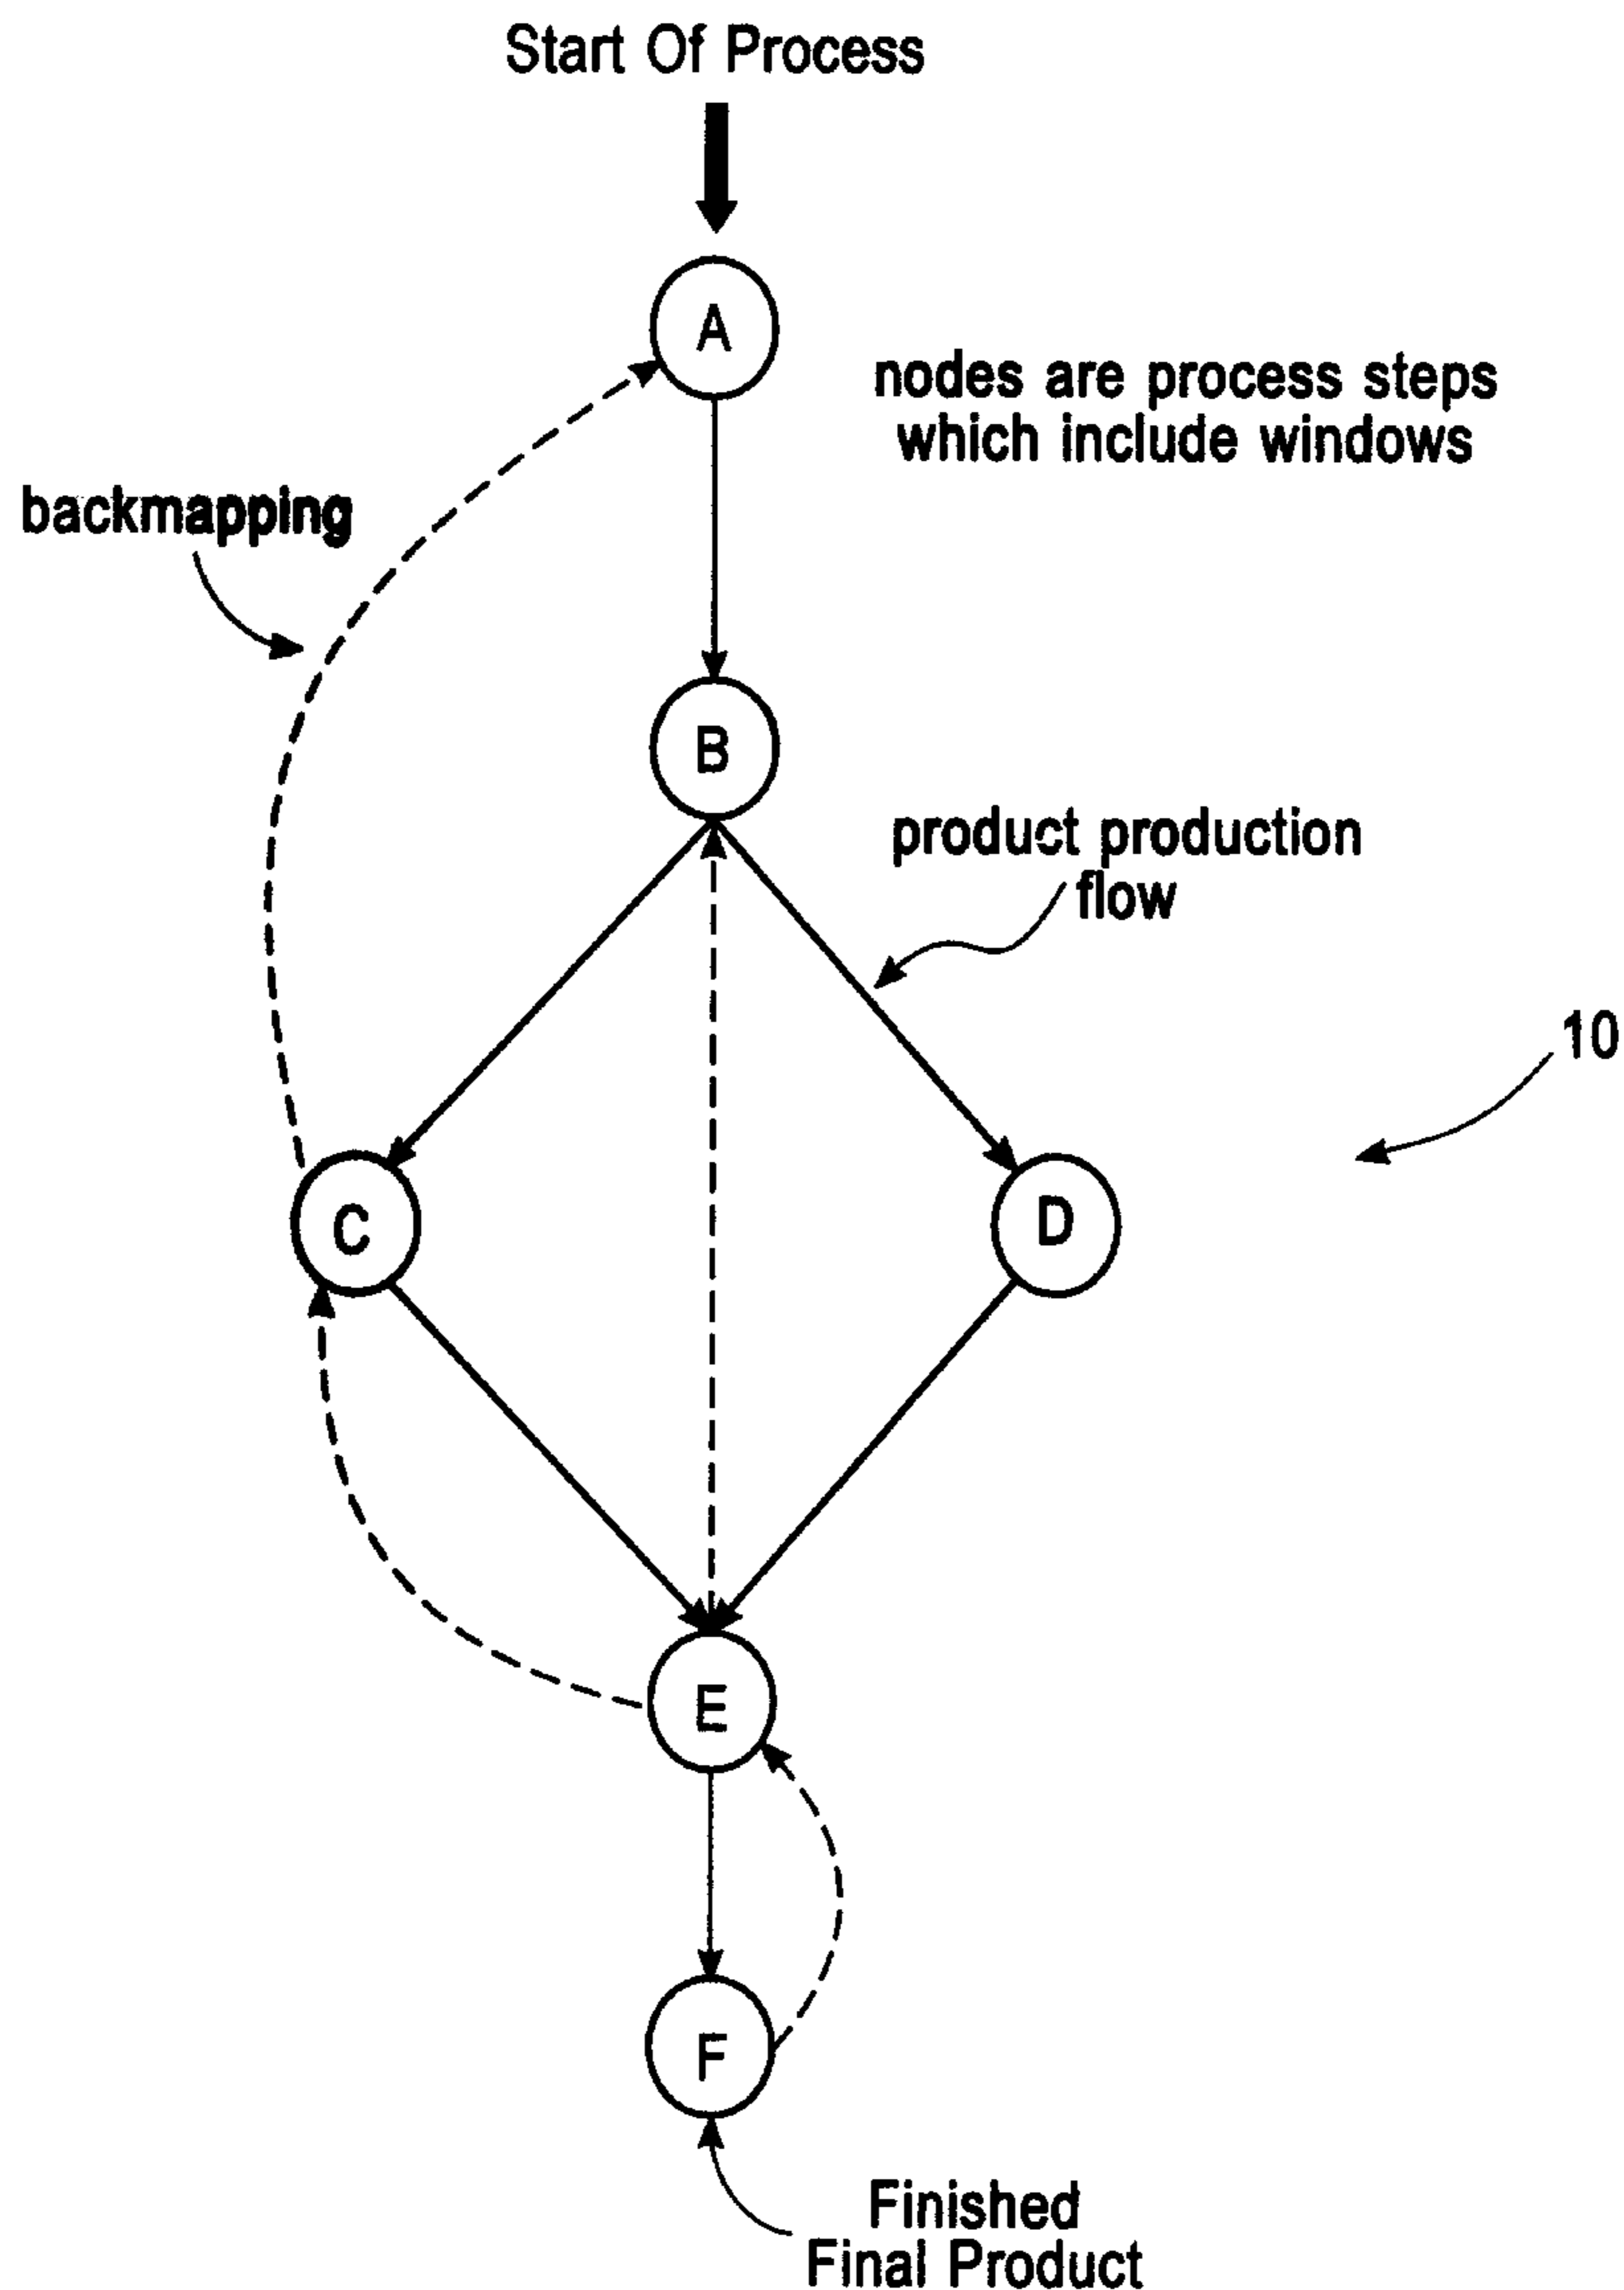 Start Of Process
A
nodes are process steps
which include windows
backmapping
B
product production
flow
10
C
D
E
F
Finished
Final Product